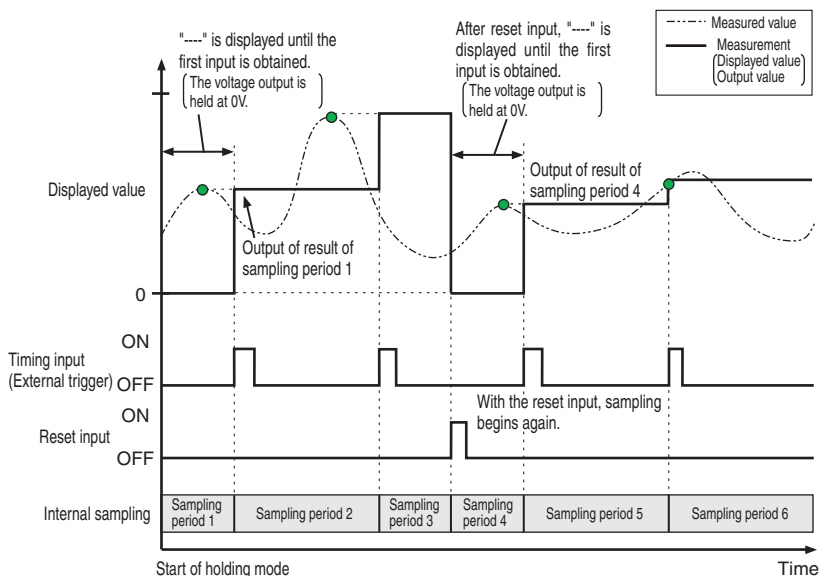 "----" is displayed until the
first input is obtained.
The voltage output is
held at 0V.
After reset input, "----" is
displayed until the first
input is obtained.
The voltage output is
held at 0V.
Measured value
Measurement
Displayed value
Output value
Displayed value
Output of result of
sampling period 1
Output of result of
sampling period 4
0
Timing input
(External trigger)
ON
OFF
With the reset input, sampling
begins again.
Reset input
ON
OFF
Internal sampling
Sampling
period 1
Sampling period 2
Sampling
period 3
Sampling
period 4
Sampling period 5
Sampling period 6
Start of holding mode
Time